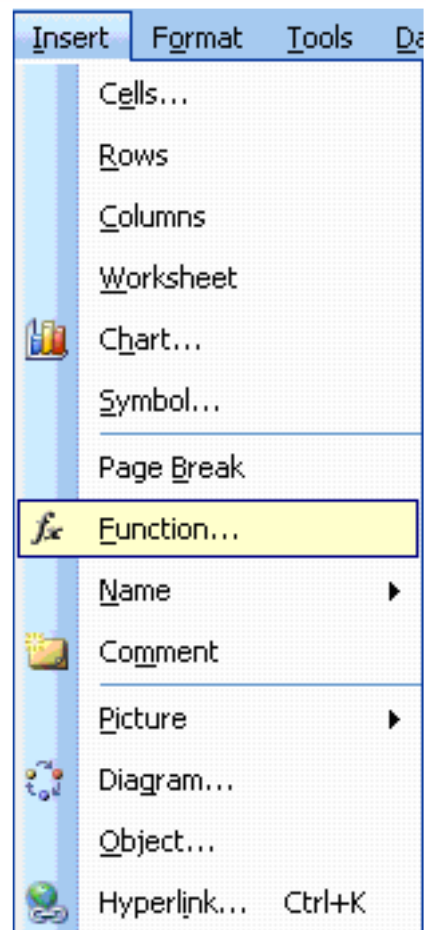 Insert Format Tools Da
Cells...
Rows
Columns
Worksheet
Chart...
Symbol...
Page Break
fx Function...
Name
Comment
Picture
Diagram...
Object...
Hyperlink... Ctrl+K